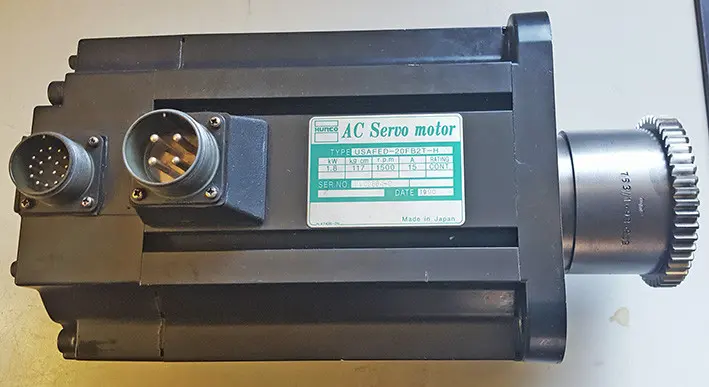 HURCO
AC Servo motor
TYPE USAFED-20FB2T-H
kW kg·cm r.p.m A RATING
1.8 117 1500 15 CONT.
SER NO.
DATE
Made in Japan